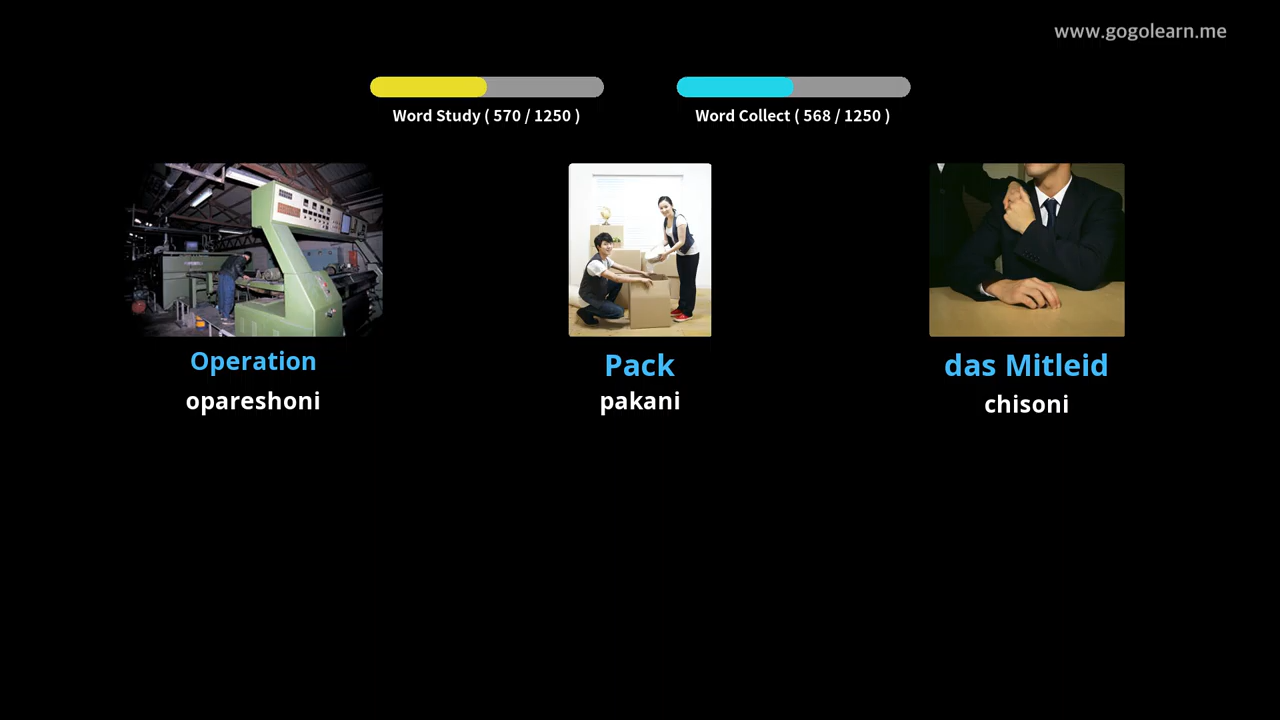 www.gogolearn.me
Word Study ( 570 / 1250 )
Word Collect ( 568 / 1250 )
Operation
opareshoni
Pack
pakani
das Mitleid
chisoni